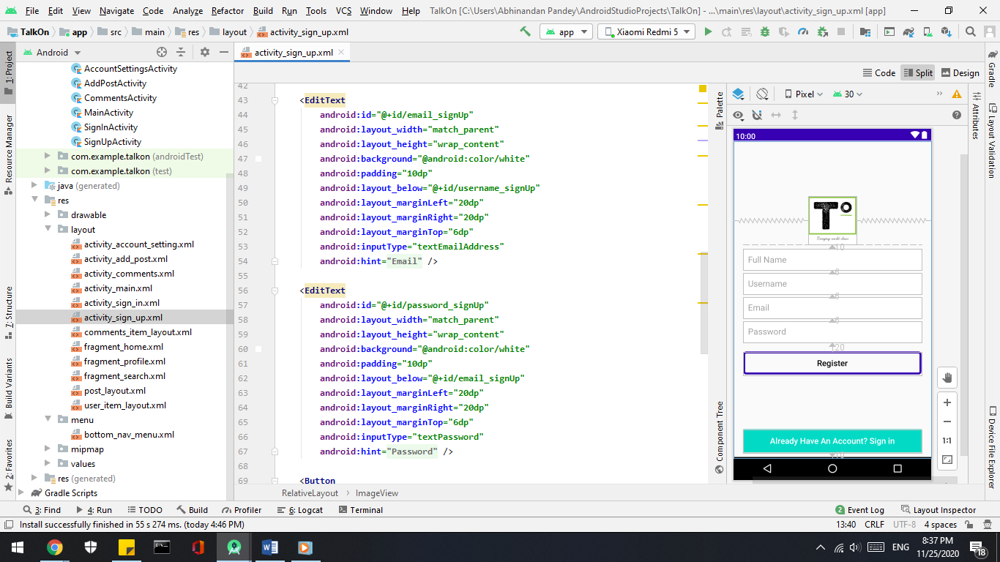 File Edit View Navigate Code Analyze Refactor Build Run Tools VCS Window Help TalkOn [C:\Users\Abhinandan Pandey\AndroidStudioProjects\TalkOn] - ...\main\res\layout\activity_sign_up.xml [app]
TalkOn app src main res layout activity_sign_up.xml app Xiaomi Redmi 5
1: Project
Resource Manager
7: Structure
Build Variants
2: Favorites
Android
AccountSettingsActivity
AddPostActivity
CommentsActivity
MainActivity
SignInActivity
SignUpActivity
com.example.talkon (androidTest)
com.example.talkon (test)
java (generated)
res
drawable
layout
activity_account_setting.xml
activity_add_post.xml
activity_comments.xml
activity_main.xml
activity_sign_in.xml
activity_sign_up.xml
comments_item_layout.xml
fragment_home.xml
fragment_profile.xml
fragment_search.xml
post_layout.xml
user_item_layout.xml
menu
bottom_nav_menu.xml
mipmap
values
res (generated)
Gradle Scripts
activity_sign_up.xml
Code Split Design
42
43 <EditText
44 android:id="@+id/email_signUp"
45 android:layout_width="match_parent"
46 android:layout_height="wrap_content"
47 android:background="@android:color/white"
48 android:padding="10dp"
49 android:layout_below="@+id/username_signUp"
50 android:layout_marginLeft="20dp"
51 android:layout_marginRight="20dp"
52 android:layout_marginTop="6dp"
53 android:inputType="textEmailAddress"
54 android:hint="Email" />
55
56 <EditText
57 android:id="@+id/password_signUp"
58 android:layout_width="match_parent"
59 android:layout_height="wrap_content"
60 android:background="@android:color/white"
61 android:padding="10dp"
62 android:layout_below="@+id/email_signUp"
63 android:layout_marginLeft="20dp"
64 android:layout_marginRight="20dp"
65 android:layout_marginTop="6dp"
66 android:inputType="textPassword"
67 android:hint="Password" />
68
69 <Button
RelativeLayout ImageView
Palette
Component Tree
Pixel 30
10:00
T
10
Full Name
6
Username
6
Email
6
Password
20
Register
Already Have An Account? Sign in
1:1
Gradle
Attributes
Layout Validation
Device File Explorer
3: Find 4: Run TODO Build Profiler 6: Logcat Terminal 2 Event Log Layout Inspector
Install successfully finished in 55 s 274 ms. (today 4:46 PM) 13:40 CRLF UTF-8 4 spaces
ENG 8:37 PM
11/25/2020
18